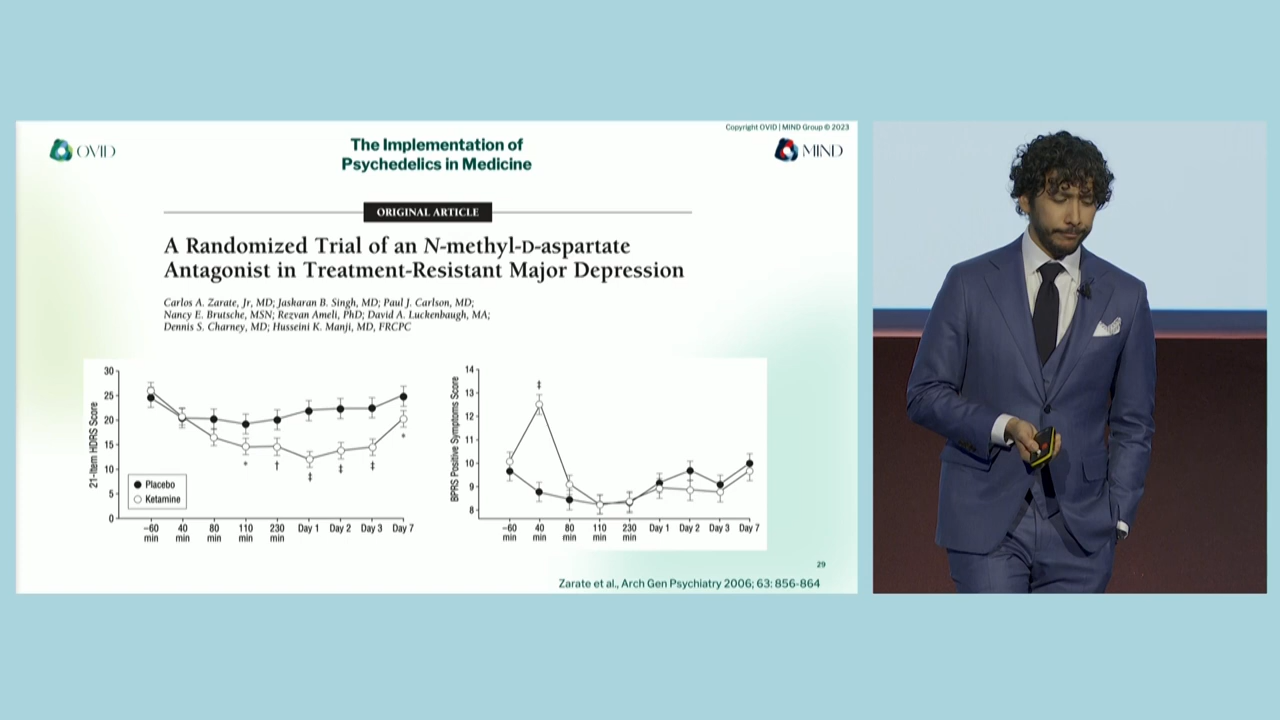 Copyright OVID | MIND Group © 2023
OVID
The Implementation of
Psychedelics in Medicine
MIND
ORIGINAL ARTICLE
A Randomized Trial of an N-methyl-D-aspartate
Antagonist in Treatment-Resistant Major Depression
Carlos A. Zarate, Jr, MD; Jaskaran B. Singh, MD; Paul J. Carlson, MD;
Nancy E. Brutsche, MSN; Rezvan Ameli, PhD; David A. Luckenbaugh, MA;
Dennis S. Charney, MD; Husseini K. Manji, MD, FRCPC
21-Item HDRS Score
30
25
20
15
10
5
0
* † ‡ ‡ ‡ *
Placebo
Ketamine
−60 min
40 min
80 min
110 min
230 min
Day 1
Day 2
Day 3
Day 7
BPRS Positive Symptoms Score
14
13
12
11
10
9
8
‡
−60 min
40 min
80 min
110 min
230 min
Day 1
Day 2
Day 3
Day 7
29
Zarate et al., Arch Gen Psychiatry 2006; 63: 856-864